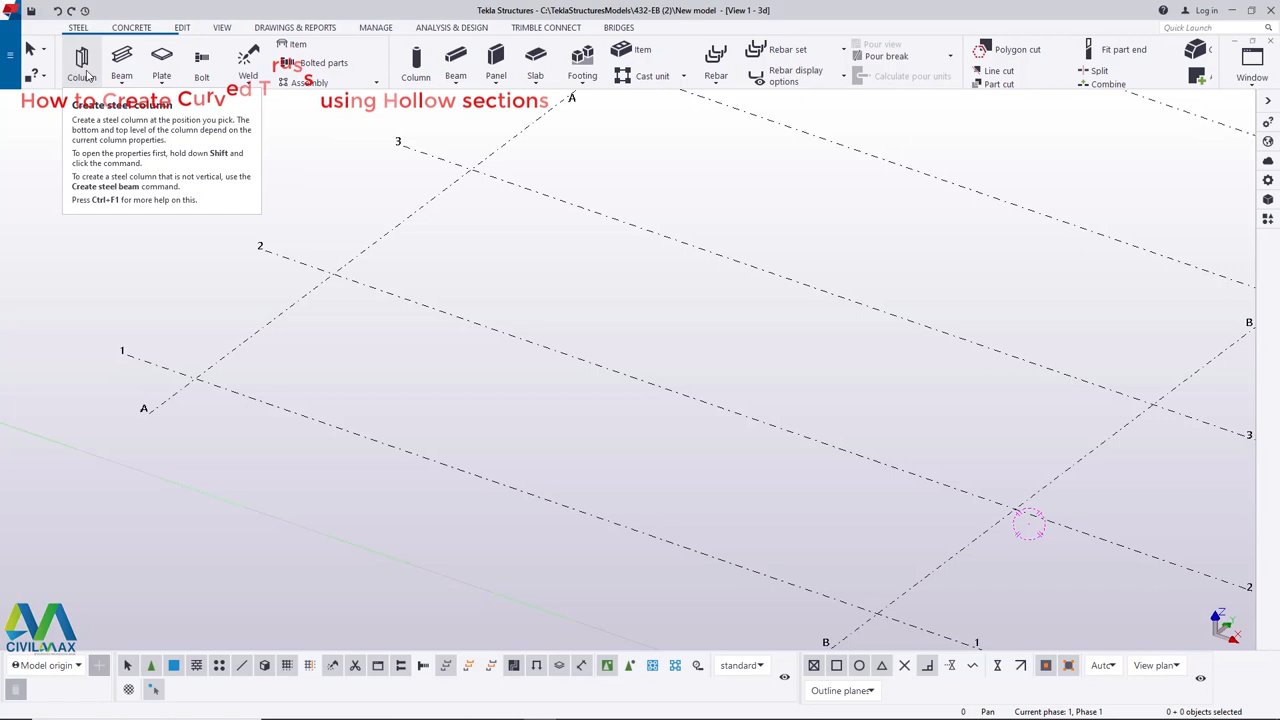 Tekla Structures - C:\TeklaStructuresModels\432-EB (2)\New model - [View 1 - 3d]
Log in
STEEL CONCRETE EDIT VIEW DRAWINGS & REPORTS MANAGE ANALYSIS & DESIGN TRIMBLE CONNECT BRIDGES
Quick Launch
Column Beam Plate Bolt Weld
Item
Bolted parts
Assembly
Column Beam Panel Slab Footing
Item
Cast unit
Rebar
Rebar set
Rebar display options
Pour view
Pour break
Calculate pour units
Polygon cut
Line cut
Part cut
Fit part end
Split
Combine
C
Window
How to Create Curved Truss using Hollow sections
Create steel column
Create a steel column at the position you pick. The
bottom and top level of the column depend on the
current column properties.
To open the properties first, hold down Shift and
click the command.
To create a steel column that is not vertical, use the
Create steel beam command.
Press Ctrl+F1 for more help on this.
A
3
2
B
1
A
3
2
B
1
Z
CIVILMAX
Model origin
standard
Auto
View plan
Outline planes
0 Pan Current phase: 1, Phase 1 0 + 0 objects selected